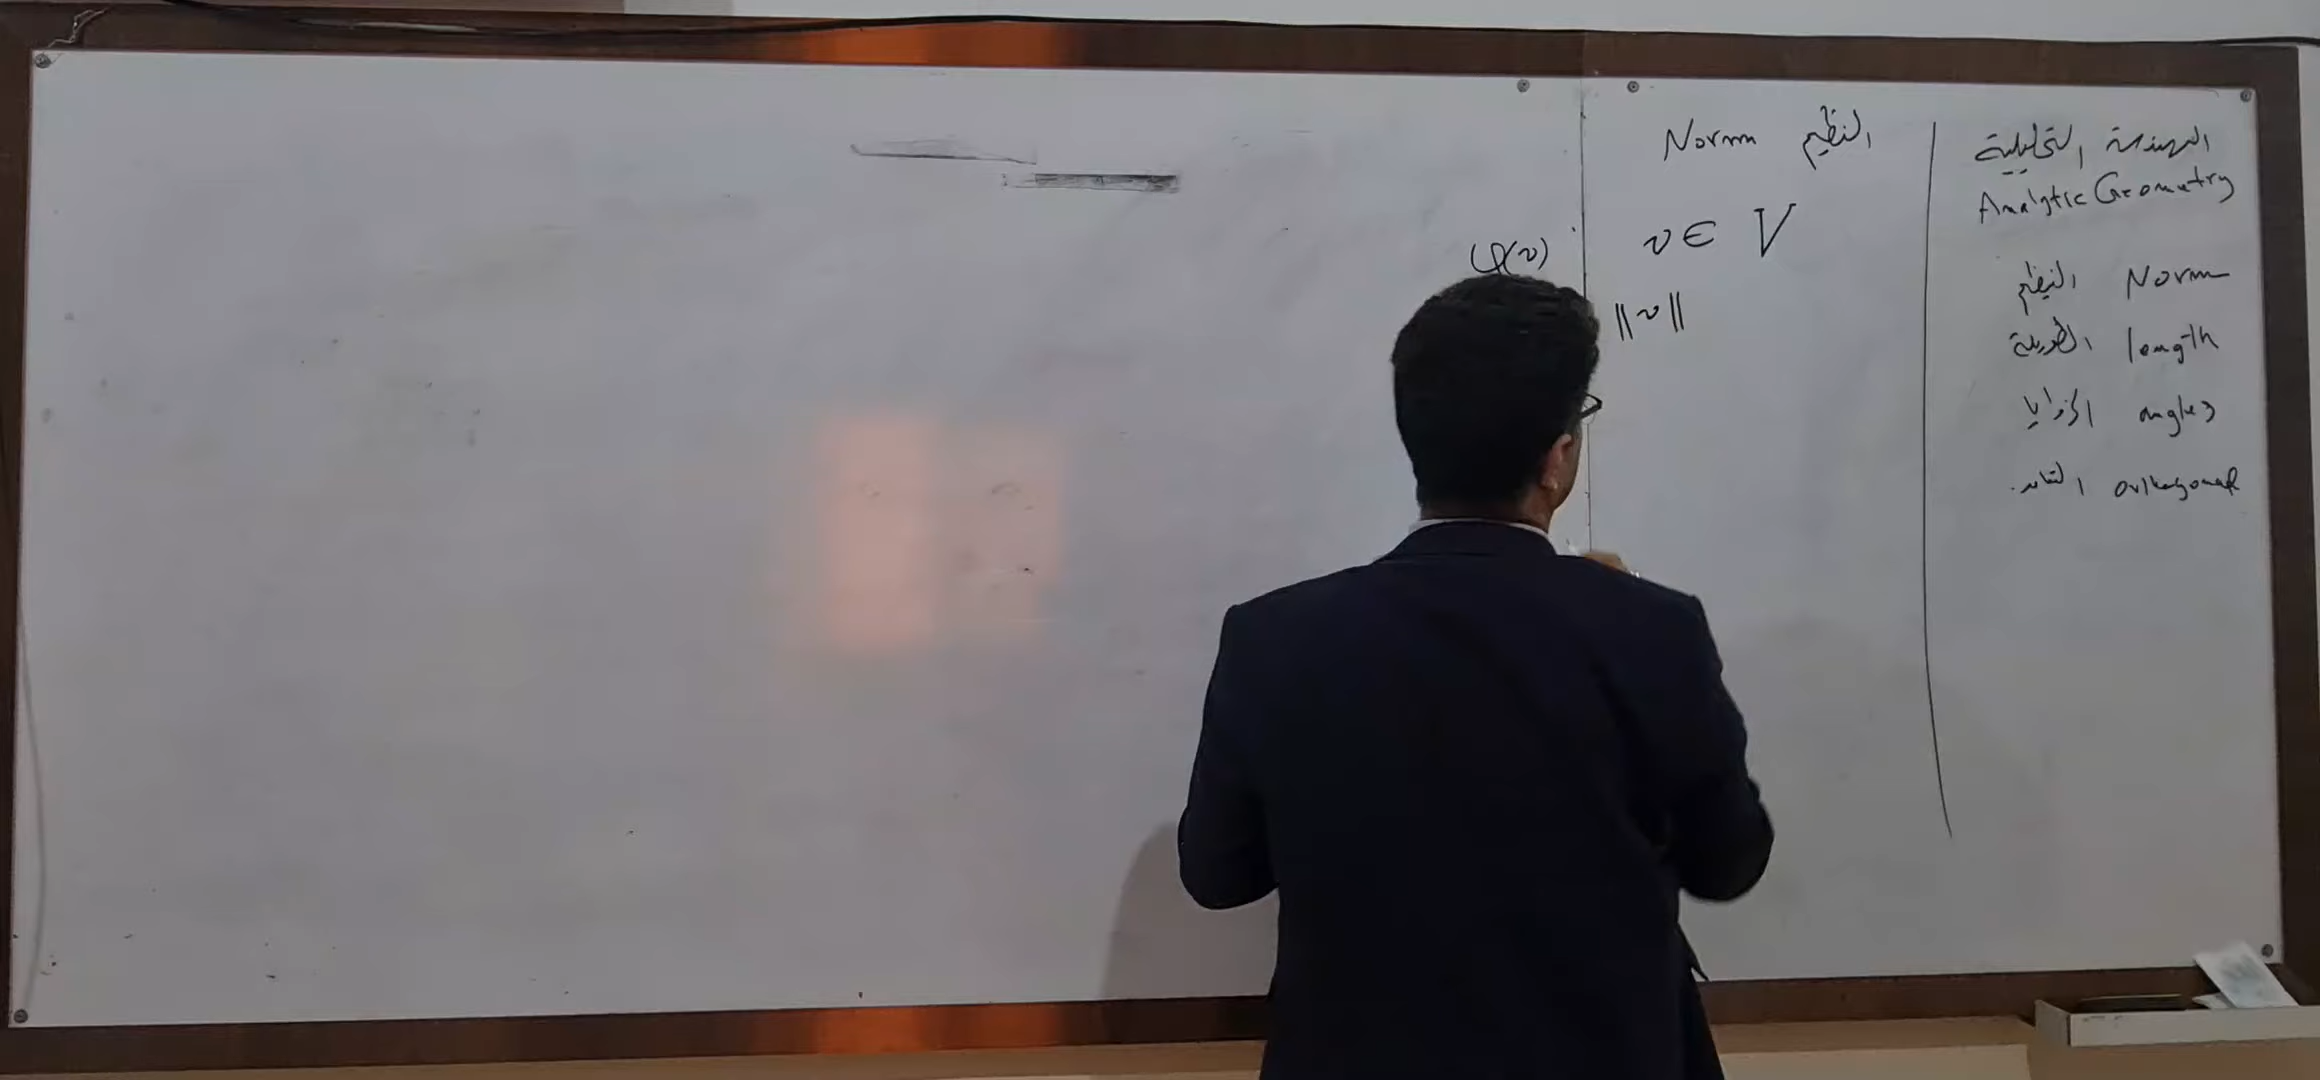 الهندسة التحليلية
Analytic Geometry
النظيم Norm
الطويلة length
الزوايا angles
التعامد orthogonal
Norm النظيم
v ∈ V
φ(v)
||v||